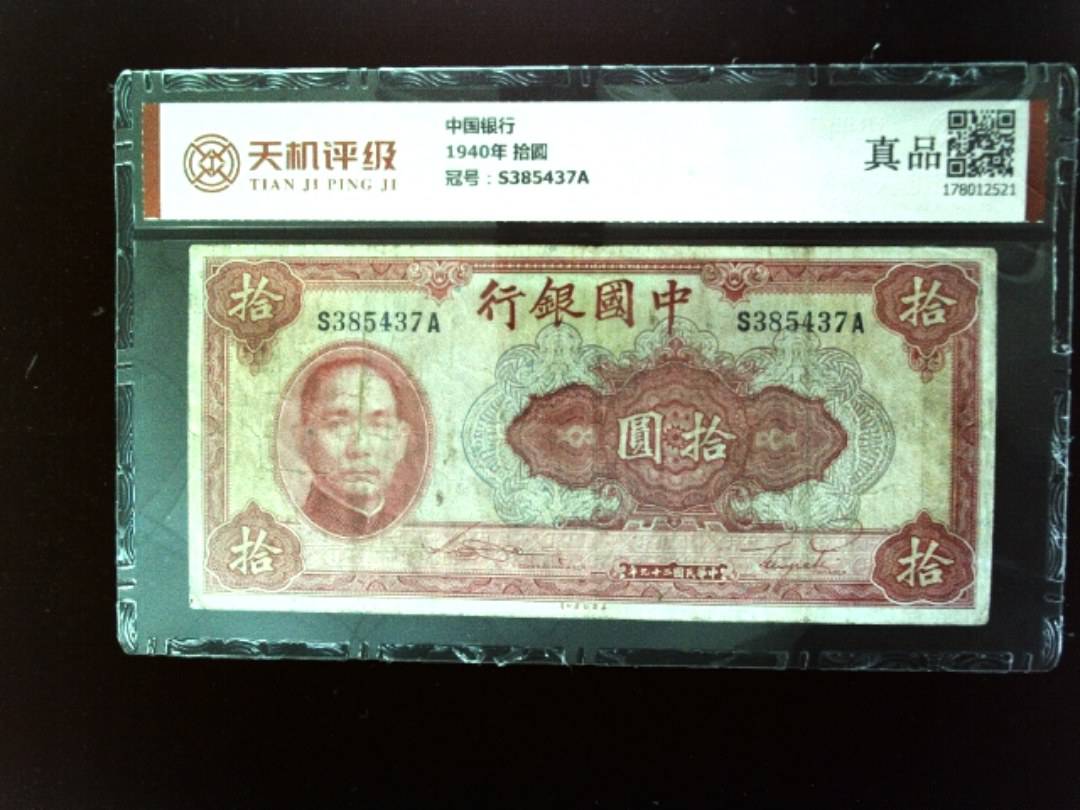 天机评级
TIAN JI PING JI
中国银行
1940年 拾圆
冠号：S385437A
真品
178012521
拾
行銀國中
拾
S385437A
S385437A
圓拾
拾
拾